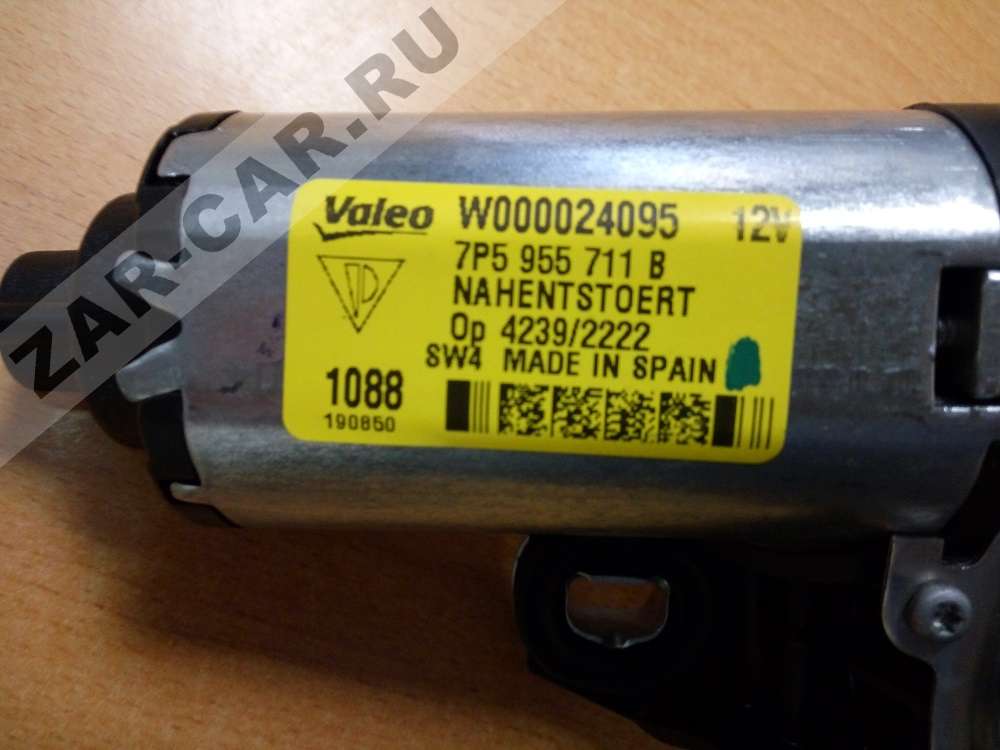 ZAR-CAR.RU
Valeo W000024095 12V
7P5 955 711 B
NAHENTSTOERT
Op 4239/2222
SW4 MADE IN SPAIN
1088
190850